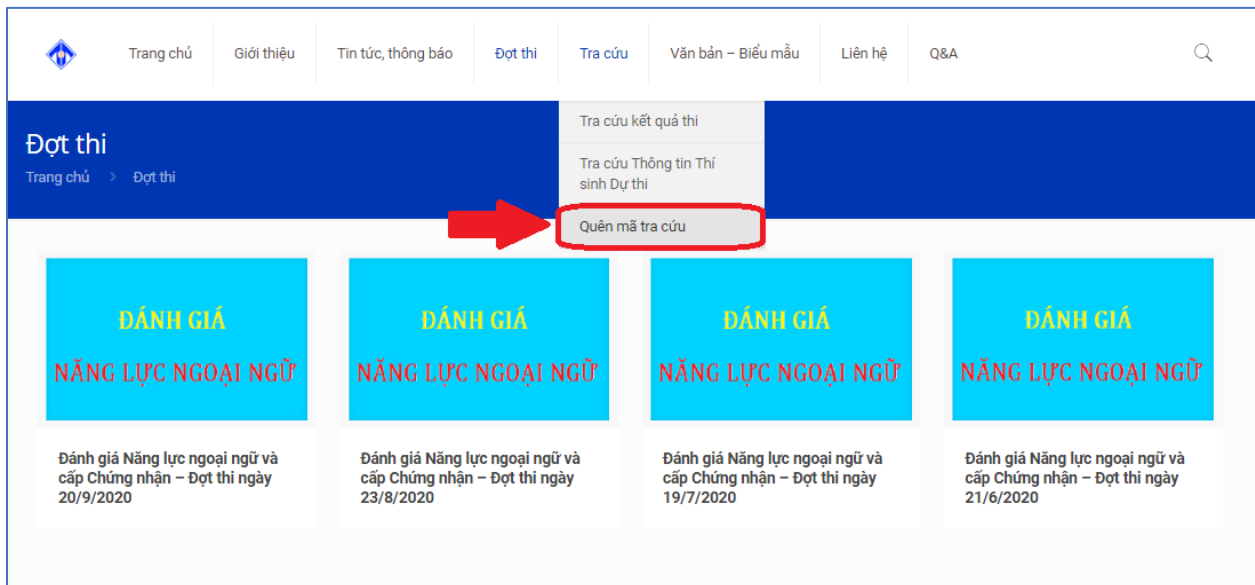 Trang chủ
Giới thiệu
Tin tức, thông báo
Đợt thi
Tra cứu
Văn bản – Biểu mẫu
Liên hệ
Q&A
Tra cứu kết quả thi
Tra cứu Thông tin Thí
sinh Dự thi
Quên mã tra cứu
Đợt thi
Trang chủ > Đợt thi
ĐÁNH GIÁ
NĂNG LỰC NGOẠI NGỮ
Đánh giá Năng lực ngoại ngữ và
cấp Chứng nhận – Đợt thi ngày
20/9/2020
ĐÁNH GIÁ
NĂNG LỰC NGOẠI NGỮ
Đánh giá Năng lực ngoại ngữ và
cấp Chứng nhận – Đợt thi ngày
23/8/2020
ĐÁNH GIÁ
NĂNG LỰC NGOẠI NGỮ
Đánh giá Năng lực ngoại ngữ và
cấp Chứng nhận – Đợt thi ngày
19/7/2020
ĐÁNH GIÁ
NĂNG LỰC NGOẠI NGỮ
Đánh giá Năng lực ngoại ngữ và
cấp Chứng nhận – Đợt thi ngày
21/6/2020